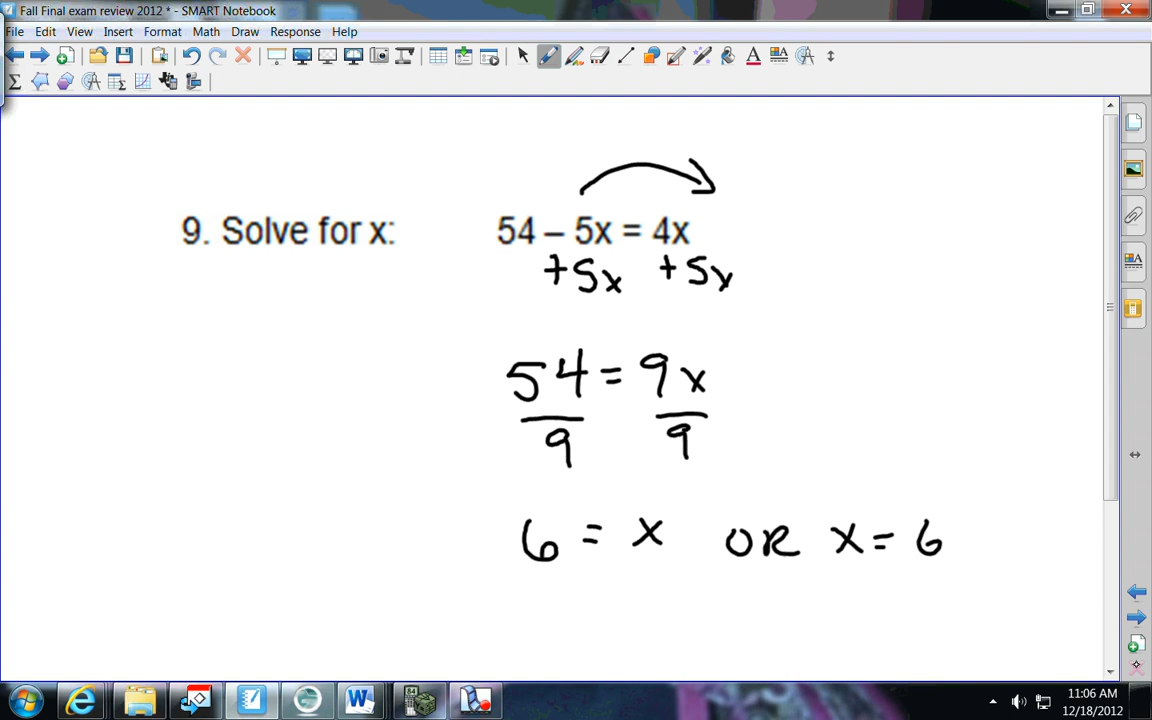 Fall Final exam review 2012 * - SMART Notebook
File Edit View Insert Format Math Draw Response Help
9. Solve for x: 54 – 5x = 4x
+5x +5x
54 = 9x
9 9
6 = x OR x = 6
11:06 AM
12/18/2012